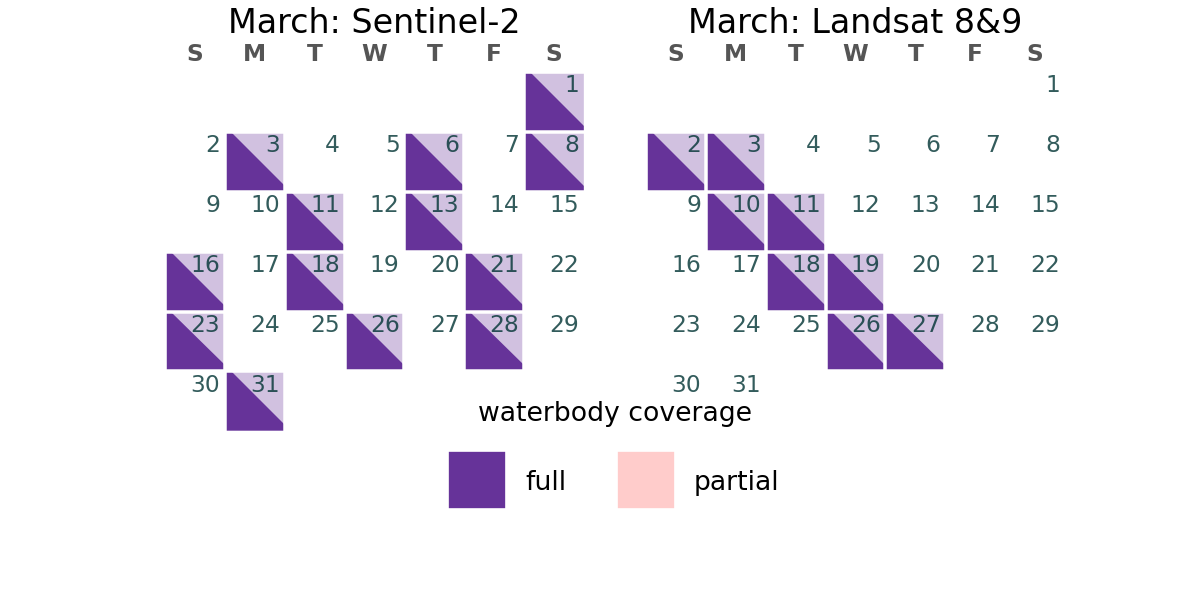 March: Sentinel-2
S M T W T F S
1
2 3 4 5 6 7 8
9 10 11 12 13 14 15
16 17 18 19 20 21 22
23 24 25 26 27 28 29
30 31
March: Landsat 8&9
S M T W T F S
1
2 3 4 5 6 7 8
9 10 11 12 13 14 15
16 17 18 19 20 21 22
23 24 25 26 27 28 29
30 31
waterbody coverage
full partial